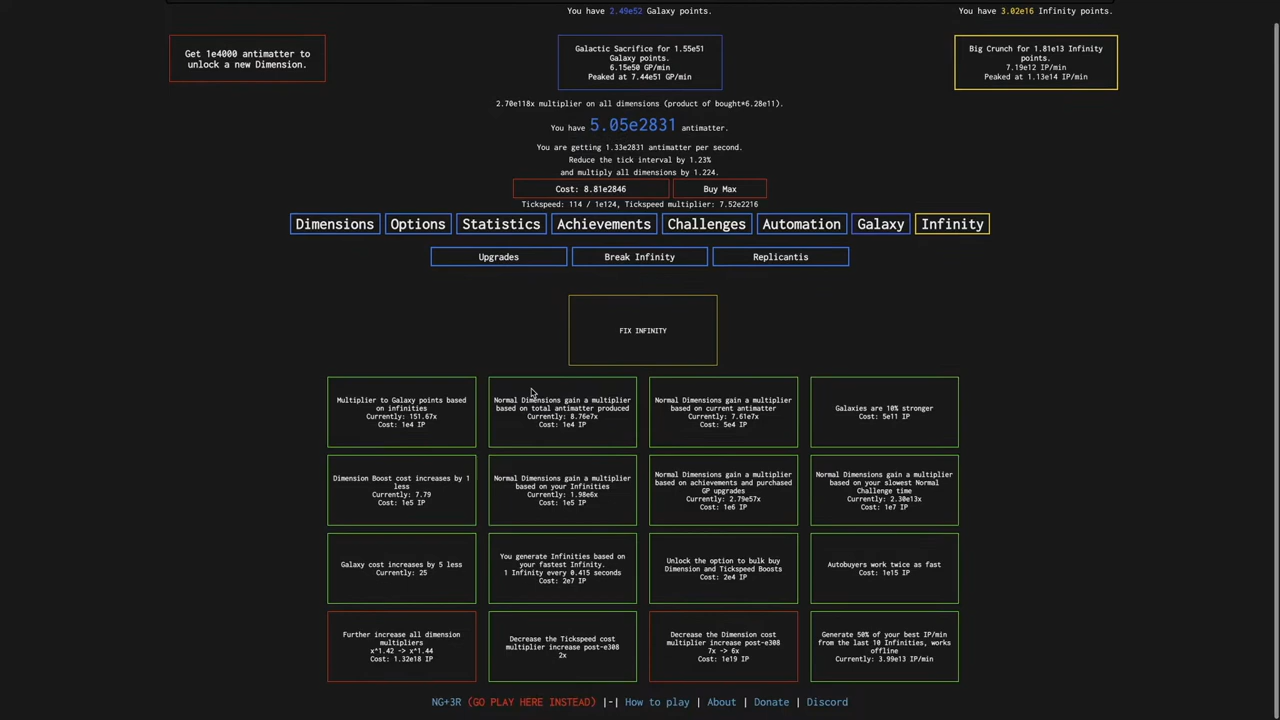 You have 2.49e52 Galaxy points.
You have 3.02e16 Infinity points.
Get 1e4000 antimatter to
unlock a new Dimension.
Galactic Sacrifice for 1.55e51
Galaxy points.
6.15e50 GP/min
Peaked at 7.44e51 GP/min
Big Crunch for 1.81e13 Infinity
points.
7.19e12 IP/min
Peaked at 1.13e14 IP/min
2.70e118x multiplier on all dimensions (product of bought*6.28e11).
You have 5.05e2831 antimatter.
You are getting 1.33e2831 antimatter per second.
Reduce the tick interval by 1.23%
and multiply all dimensions by 1.224.
Cost: 8.81e2846
Buy Max
Tickspeed: 114 / 1e124, Tickspeed multiplier: 7.52e2216
Dimensions
Options
Statistics
Achievements
Challenges
Automation
Galaxy
Infinity
Upgrades
Break Infinity
Replicantis
FIX INFINITY
Multiplier to Galaxy points based
on infinities
Currently: 151.67x
Cost: 1e4 IP
Normal Dimensions gain a multiplier
based on total antimatter produced
Currently: 8.76e7x
Cost: 1e4 IP
Normal Dimensions gain a multiplier
based on current antimatter
Currently: 7.61e7x
Cost: 5e4 IP
Galaxies are 10% stronger
Cost: 5e11 IP
Dimension Boost cost increases by 1
less
Currently: 7.79
Cost: 1e5 IP
Normal Dimensions gain a multiplier
based on your Infinities
Currently: 1.98e6x
Cost: 1e5 IP
Normal Dimensions gain a multiplier
based on achievements and purchased
GP upgrades
Currently: 2.79e57x
Cost: 1e6 IP
Normal Dimensions gain a multiplier
based on your slowest Normal
Challenge time
Currently: 2.30e13x
Cost: 1e7 IP
Galaxy cost increases by 5 less
Currently: 25
You generate Infinities based on
your fastest Infinity.
1 Infinity every 0.415 seconds
Cost: 2e7 IP
Unlock the option to bulk buy
Dimension and Tickspeed Boosts
Cost: 2e4 IP
Autobuyers work twice as fast
Cost: 1e15 IP
Further increase all dimension
multipliers
x^1.42 -> x^1.44
Cost: 1.32e18 IP
Decrease the Tickspeed cost
multiplier increase post-e308
2x
Decrease the Dimension cost
multiplier increase post-e308
7x -> 6x
Cost: 1e19 IP
Generate 50% of your best IP/min
from the last 10 Infinities, works
offline
Currently: 3.99e13 IP/min
NG+3R (GO PLAY HERE INSTEAD) |-| How to play | About | Donate | Discord